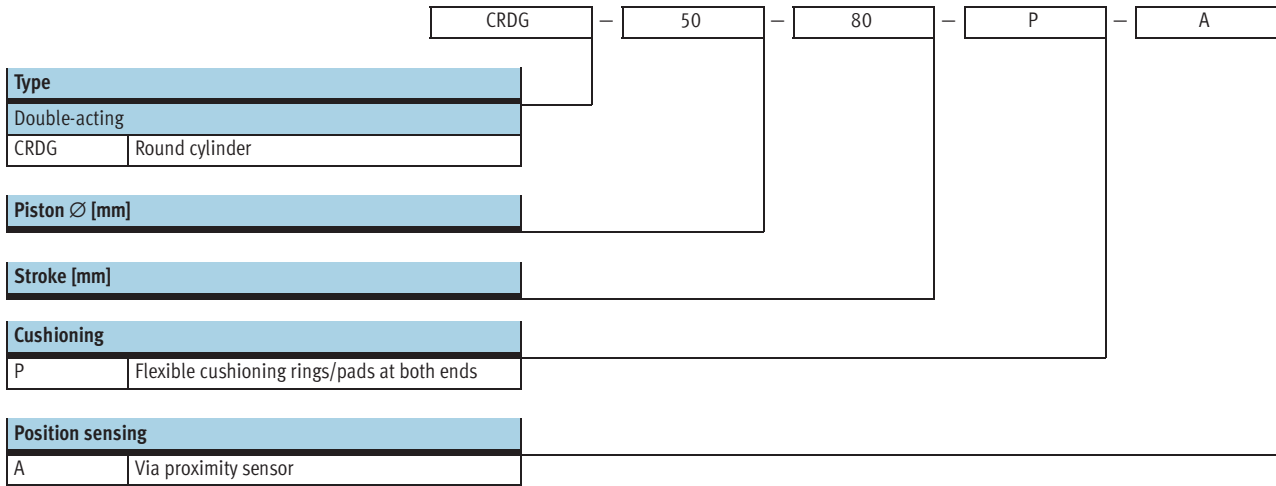 CRDG – 50 – 80 – P – A
Type
Double-acting
CRDG Round cylinder
Piston ∅ [mm]
Stroke [mm]
Cushioning
P Flexible cushioning rings/pads at both ends
Position sensing
A Via proximity sensor